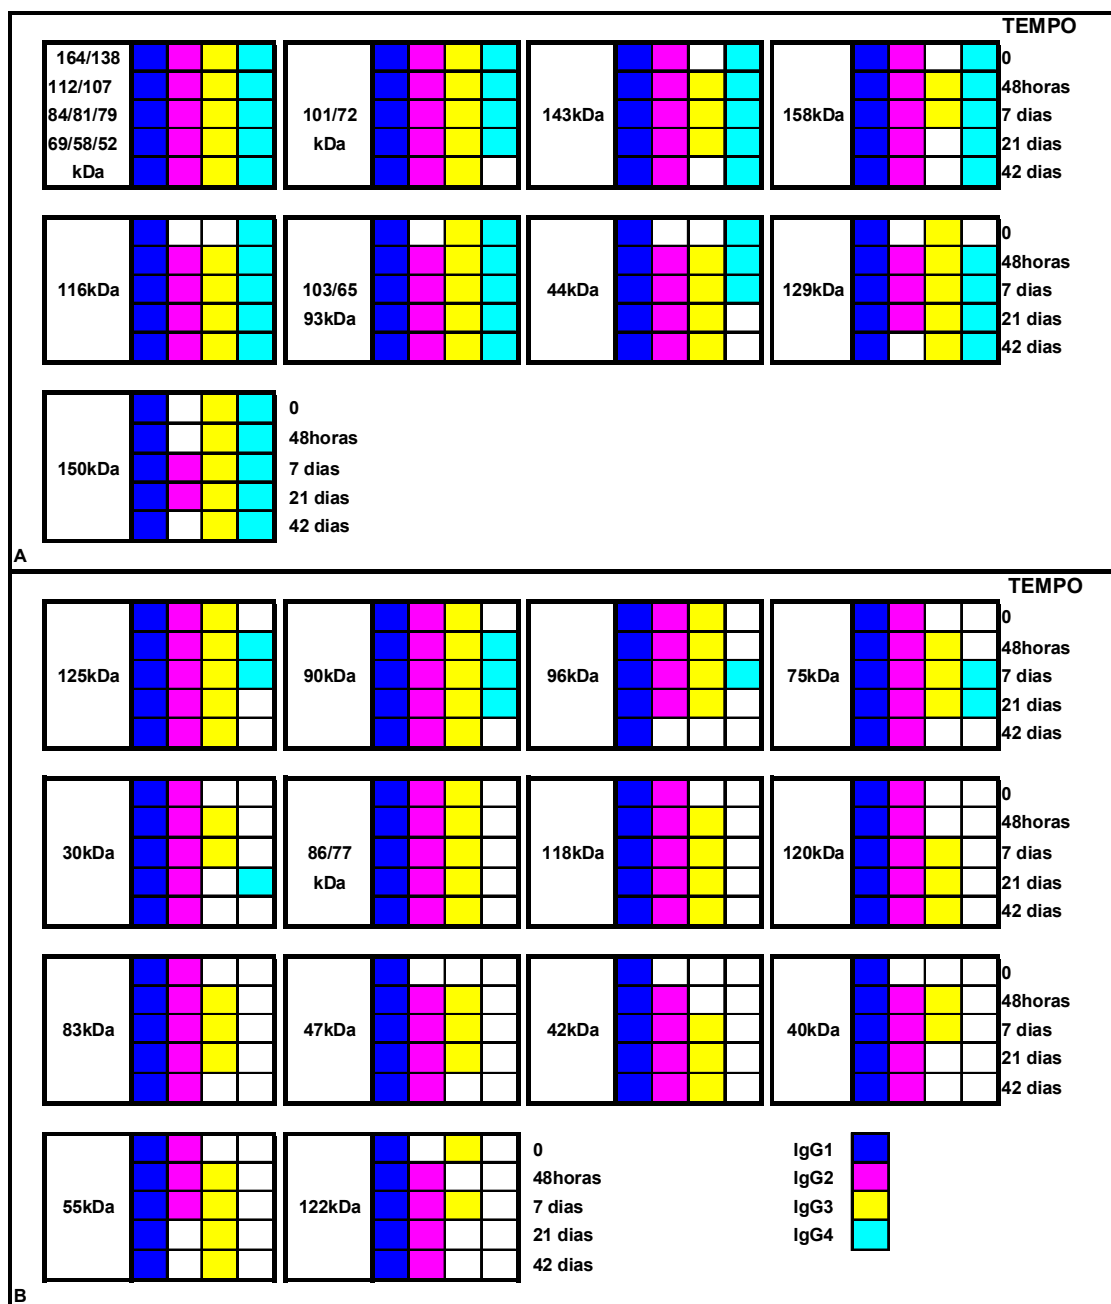 TEMPO
164/138
112/107
84/81/79
69/58/52
kDa
101/72
kDa
143kDa
158kDa
0
48horas
7 dias
21 dias
42 dias
116kDa
103/65
93kDa
44kDa
129kDa
0
48horas
7 dias
21 dias
42 dias
150kDa
0
48horas
7 dias
21 dias
42 dias
A
TEMPO
125kDa
90kDa
96kDa
75kDa
0
48horas
7 dias
21 dias
42 dias
30kDa
86/77
kDa
118kDa
120kDa
0
48horas
7 dias
21 dias
42 dias
83kDa
47kDa
42kDa
40kDa
0
48horas
7 dias
21 dias
42 dias
55kDa
122kDa
0
48horas
7 dias
21 dias
42 dias
IgG1
IgG2
IgG3
IgG4
B